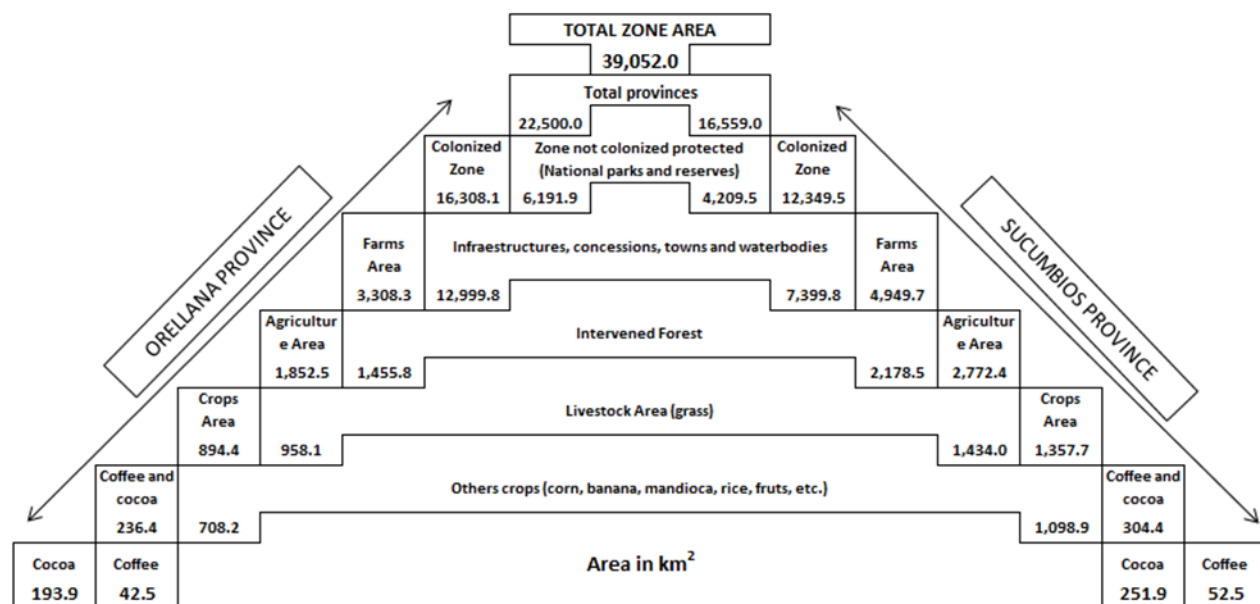 TOTAL ZONE AREA
39,052.0
Total provinces
22,500.0 16,559.0
Colonized Zone not colonized protected Colonized
Zone (National parks and reserves) Zone
16,308.1 6,191.9 4,209.5 12,349.5
ORELLANA PROVINCE
SUCUMBIOS PROVINCE
Farms Infraestructures, concessions, towns and waterbodies Farms
Area Area
3,308.3 12,999.8 7,399.8 4,949.7
Agricultur Intervened Forest Agricultur
e Area e Area
1,852.5 1,455.8 2,178.5 2,772.4
Crops Livestock Area (grass) Crops
Area Area
894.4 958.1 1,434.0 1,357.7
Coffee and Others crops (corn, banana, mandioca, rice, fruts, etc.) Coffee and
cocoa cocoa
236.4 708.2 1,098.9 304.4
Cocoa Coffee Area in km² Cocoa Coffee
193.9 42.5 251.9 52.5